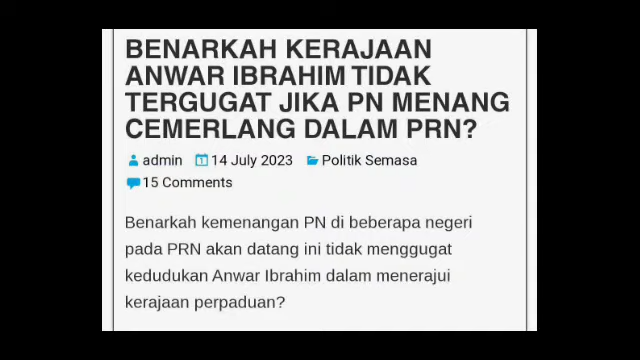 BENARKAH KERAJAAN
ANWAR IBRAHIM TIDAK
TERGUGAT JIKA PN MENANG
CEMERLANG DALAM PRN?
admin 14 July 2023 Politik Semasa
15 Comments
Benarkah kemenangan PN di beberapa negeri
pada PRN akan datang ini tidak menggugat
kedudukan Anwar Ibrahim dalam menerajui
kerajaan perpaduan?